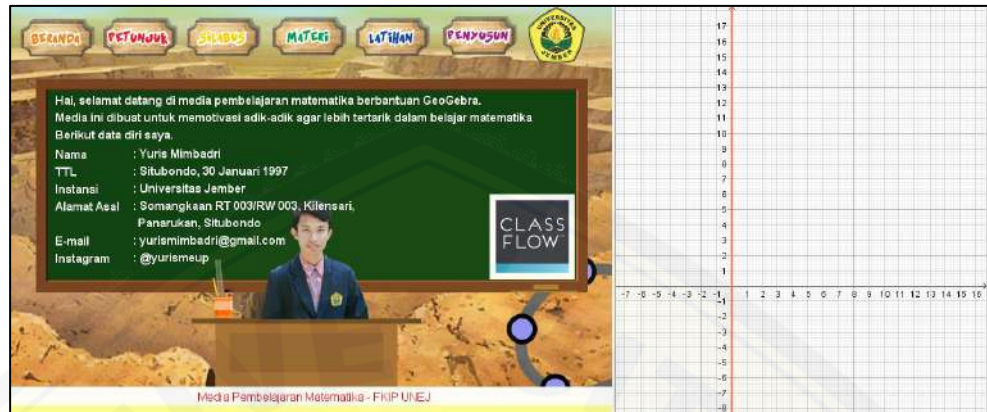 BERANDA
PETUNJUK
SILABUS
MATERI
LATIHAN
PENYUSUN
UNIVERSITAS
JEMBER
Hai, selamat datang di media pembelajaran matematika berbantuan GeoGebra.
Media ini dibuat untuk memotivasi adik-adik agar lebih tertarik dalam belajar matematika
Berikut data diri saya.
Nama : Yuris Mimbadri
TTL : Situbondo, 30 Januari 1997
Instansi : Universitas Jember
Alamat Asal : Somangkaan RT 003/RW 003, Kilensari,
Panarukan, Situbondo
E-mail : yurismimbadri@gmail.com
Instagram : @yurismeup
CLASS
FLOW
Media Pembelajaran Matematika - FKIP UNEJ
17
16
15
14
13
12
11
10
9
8
7
6
5
4
3
2
1
-7 -6 -5 -4 -3 -2 -1 1 2 3 4 5 6 7 8 9 10 11 12 13 14 15 16
-1
-2
-3
-4
-5
-6
-7
-8